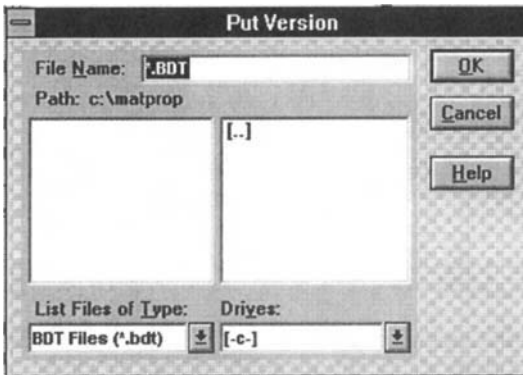 Put Version
File Name: *.BDT
OK
Path: c:\matprop
Cancel
[..]
Help
List Files of Type: Drives:
BDT Files (*.bdt) [-c-]